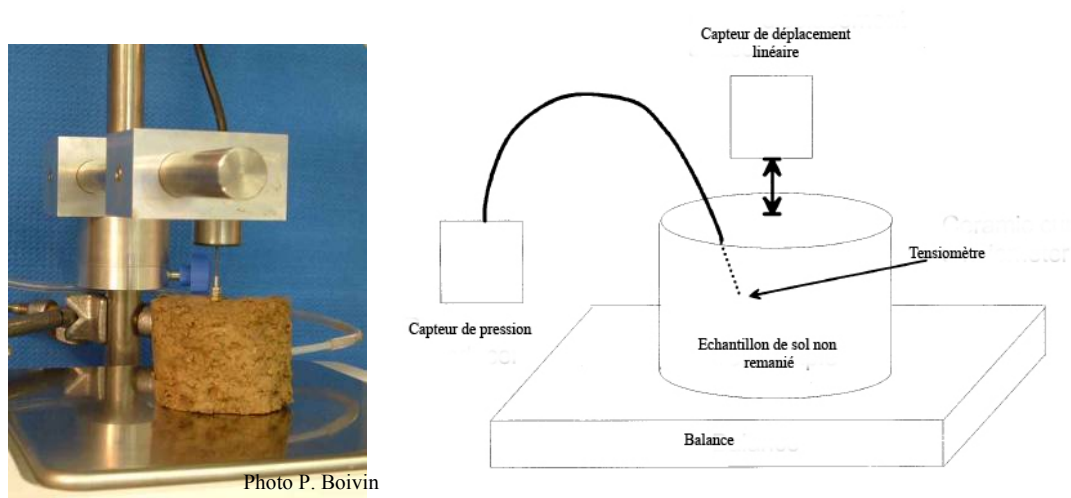 Capteur de déplacement
linéaire
Tensiomètre
Capteur de pression
Echantillon de sol non
remanié
Balance
Photo P. Boivin